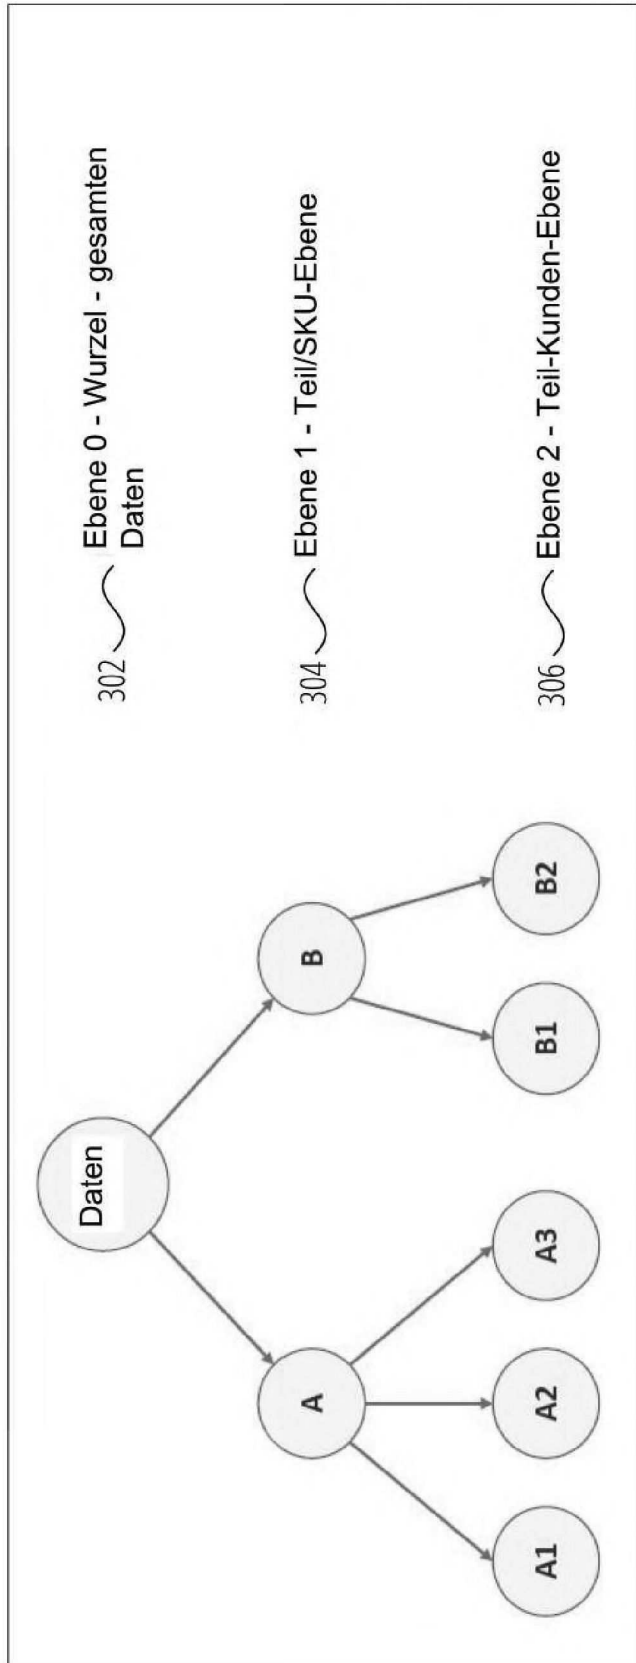 Daten
302
Ebene 0 - Wurzel - gesamten
Daten
A
B
304
Ebene 1 - Teil/SKU-Ebene
A1
A2
A3
B1
B2
306
Ebene 2 - Teil-Kunden-Ebene